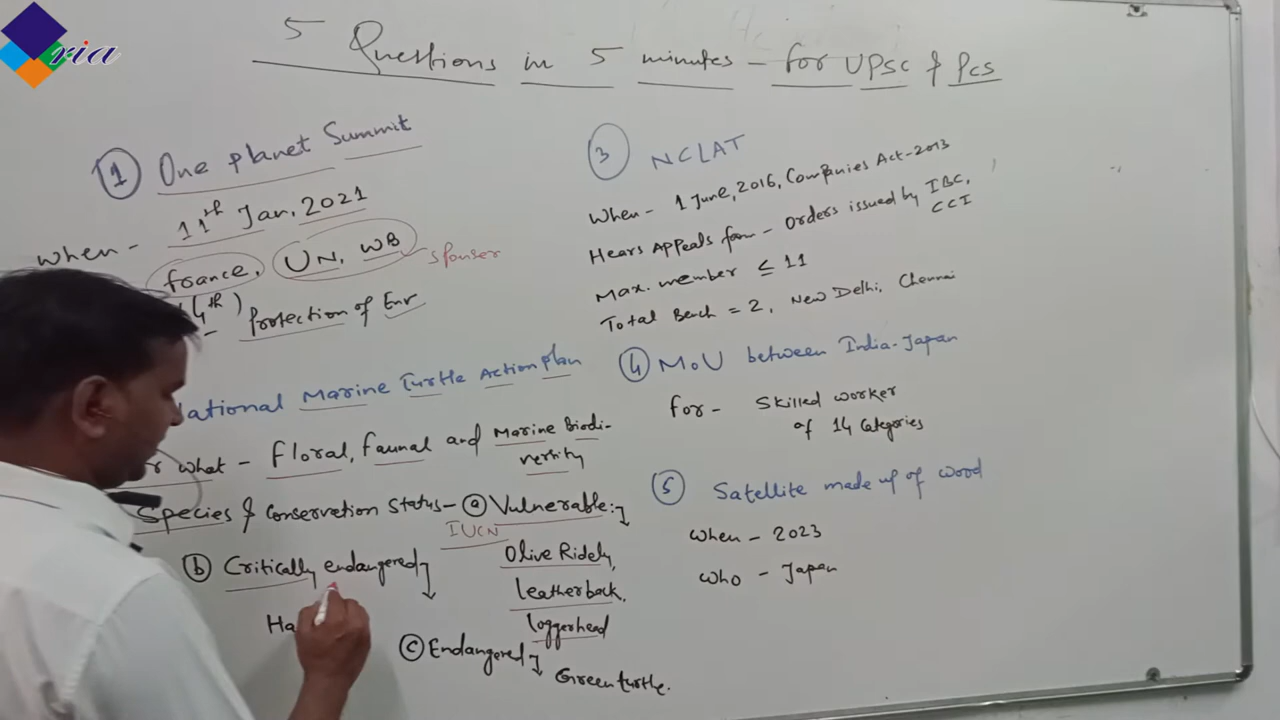 ria
5 Questions in 5 minutes - for UPSC & PCS
1 One planet Summit
when - 11th Jan, 2021
france, UN, WB sponser
(4th) Protection of Env
National Marine Turtle Action plan
what - Floral, faunal and Marine Biodi-
versity
Species & Conservation Status - a Vulnerable:
IUCN
Olive Ridely,
leatherback,
loggerhead
b Critically endangered
c Endangered
Green turtle.
3 NCLAT
When - 1 June, 2016, Companies Act-2013
Hears Appeals from - Orders issued by IBC,
CCI
Max. member ≤ 11
Total Bench = 2, New Delhi, Chennai
4 MoU between India-Japan
for - Skilled worker
of 14 Categories
5 Satellite made up of wood
When - 2023
Who - Japan